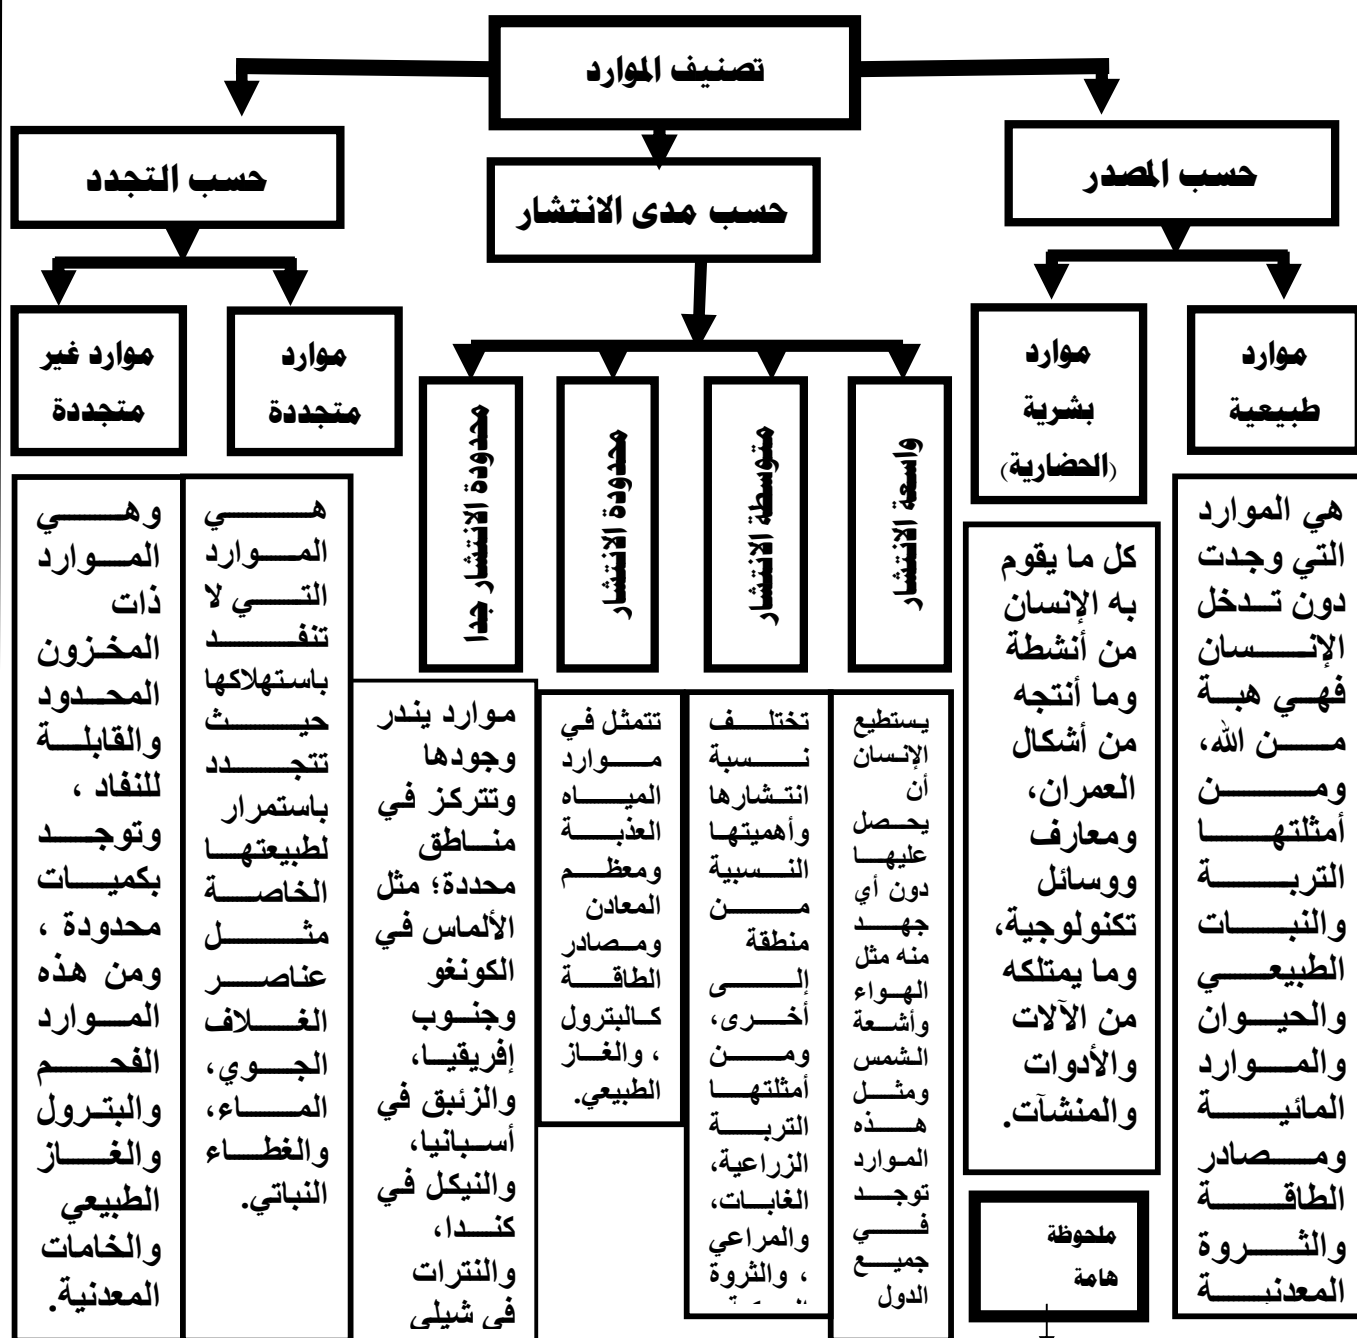 تصنيف الموارد
حسب المصدر
حسب مدى الانتشار
حسب التجدد
موارد
طبيعية
موارد
بشرية
(الحضارية)
واسعة الانتشار
متوسطة الانتشار
محدودة الانتشار
محدودة الانتشار جدا
موارد
متجددة
موارد غير
متجددة
هي الموارد
التي وجدت
دون تدخل
الإنسان
فهي هبة
من الله،
ومن
أمثلتها
التربة
والنبات
الطبيعي
والحيوان
والموارد
المائية
ومصادر
الطاقة
والثروة
المعدنية
كل ما يقوم
به الإنسان
من أنشطة
وما أنتجه
من أشكال
العمران،
ومعارف
ووسائل
تكنولوجية،
وما يمتلكه
من الآلات
والأدوات
والمنشآت.
ملحوظة
هامة
يستطيع
الإنسان
أن
يحصل
عليها
دون أي
جهد
منه مثل
الهواء
وأشعة
الشمس
ومثل
هذه
الموارد
توجد
في
جميع
الدول
تختلف
نسبة
انتشارها
وأهميتها
النسبية
من
منطقة
إلى
أخرى،
ومن
أمثلتها
التربة
الزراعية،
الغابات،
والمراعي
، والثروة
تتمثل في
موارد
المياه
العذبة
ومعظم
المعادن
ومصادر
الطاقة
كالبترول
، والغاز
الطبيعي.
موارد يندر
وجودها
وتتركز في
مناطق
محددة؛ مثل
الألماس في
الكونغو
وجنوب
إفريقيا،
والزئبق في
أسبانيا،
والنيكل في
كندا،
والنترات
في شيلي
هي
الموارد
التي لا
تنفد
باستهلاكها
حيث
تتجدد
باستمرار
لطبيعتها
الخاصة
مثل
عناصر
الغلاف
الجوي،
الماء،
والغطاء
النباتي.
وهي
الموارد
ذات
المخزون
المحدود
والقابلة
للنفاد ،
وتوجد
بكميات
محدودة ،
ومن هذه
الموارد
الفحم
والبترول
والغاز
الطبيعي
والخامات
المعدنية.